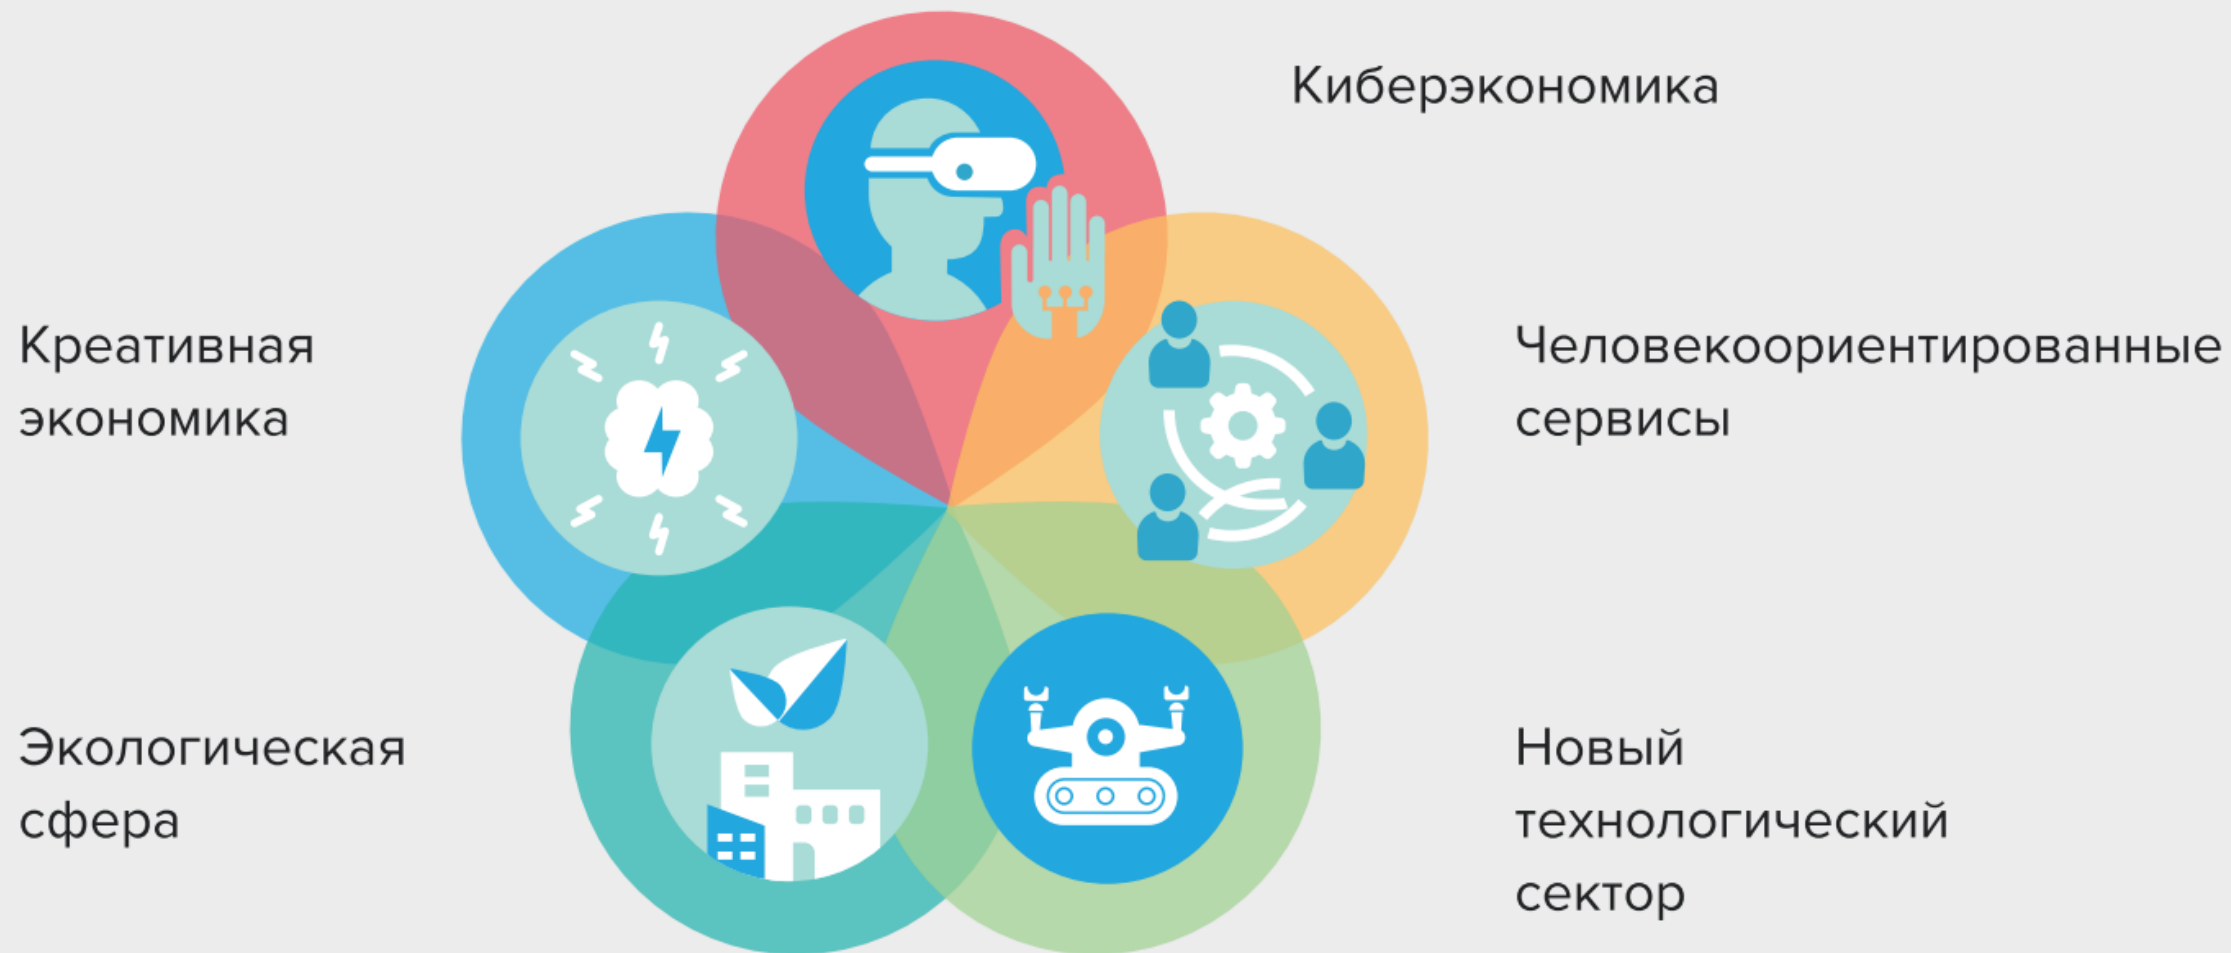 Киберэкономика
Креативная
экономика
Человекоориентированные
сервисы
Экологическая
сфера
Новый
технологический
сектор